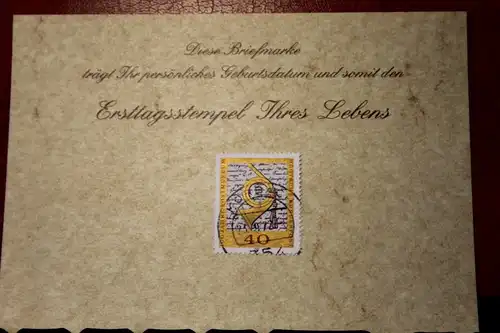 Diese Briefmarke
trägt Ihr persönliches Geburtsdatum und somit den
Ersttagsstempel Ihres Lebens
40